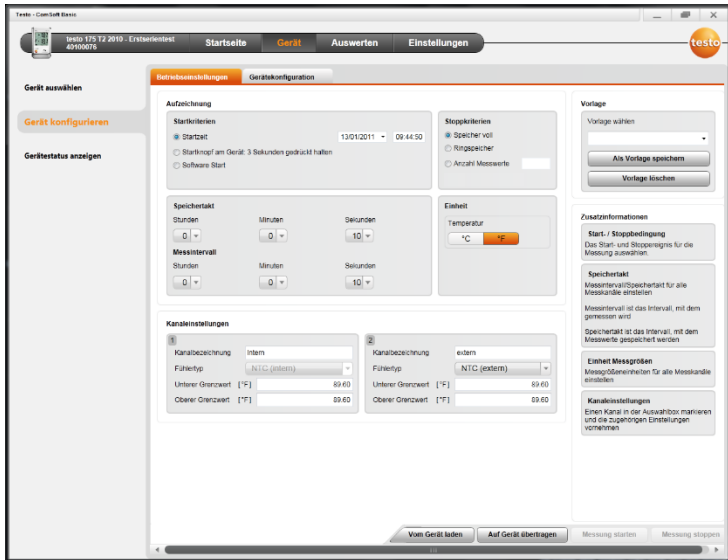 Testo - ComSoft Basic
testo 175 T2 2010 - Erstserientest
40100076
Startseite
Gerät
Auswerten
Einstellungen
testo
Gerät auswählen
Gerät konfigurieren
Gerätestatus anzeigen
Betriebseinstellungen
Gerätekonfiguration
Aufzeichnung
Startkriterien
Startzeit 13/01/2011 09:44:50
Startknopf am Gerät: 3 Sekunden gedrückt halten
Software Start
Stoppkriterien
Speicher voll
Ringspeicher
Anzahl Messwerte
Speichertakt
Stunden Minuten Sekunden
0 0 10
Messintervall
Stunden Minuten Sekunden
0 0 10
Einheit
Temperatur
°C °F
Kanaleinstellungen
1
Kanalbezeichnung Intern
Fühlertyp NTC (intern)
Unterer Grenzwert [°F] 89.60
Oberer Grenzwert [°F] 89.60
2
Kanalbezeichnung extern
Fühlertyp NTC (extern)
Unterer Grenzwert [°F] 89.60
Oberer Grenzwert [°F] 89.60
Vorlage
Vorlage wählen
Als Vorlage speichern
Vorlage löschen
Zusatzinformationen
Start- / Stoppbedingung
Das Start- und Stoppereignis für die
Messung auswählen.
Speichertakt
Messintervall/Speichertakt für alle
Messkanäle einstellen
Messintervall ist das Intervall, mit dem
gemessen wird
Speichertakt ist das Intervall, mit dem
Messwerte gespeichert werden
Einheit Messgrößen
Messgrößeneinheiten für alle Messkanäle
einstellen
Kanaleinstellungen
Einen Kanal in der Auswahlbox markieren
und die zugehörigen Einstellungen
vornehmen
Vom Gerät laden
Auf Gerät übertragen
Messung starten
Messung stoppen